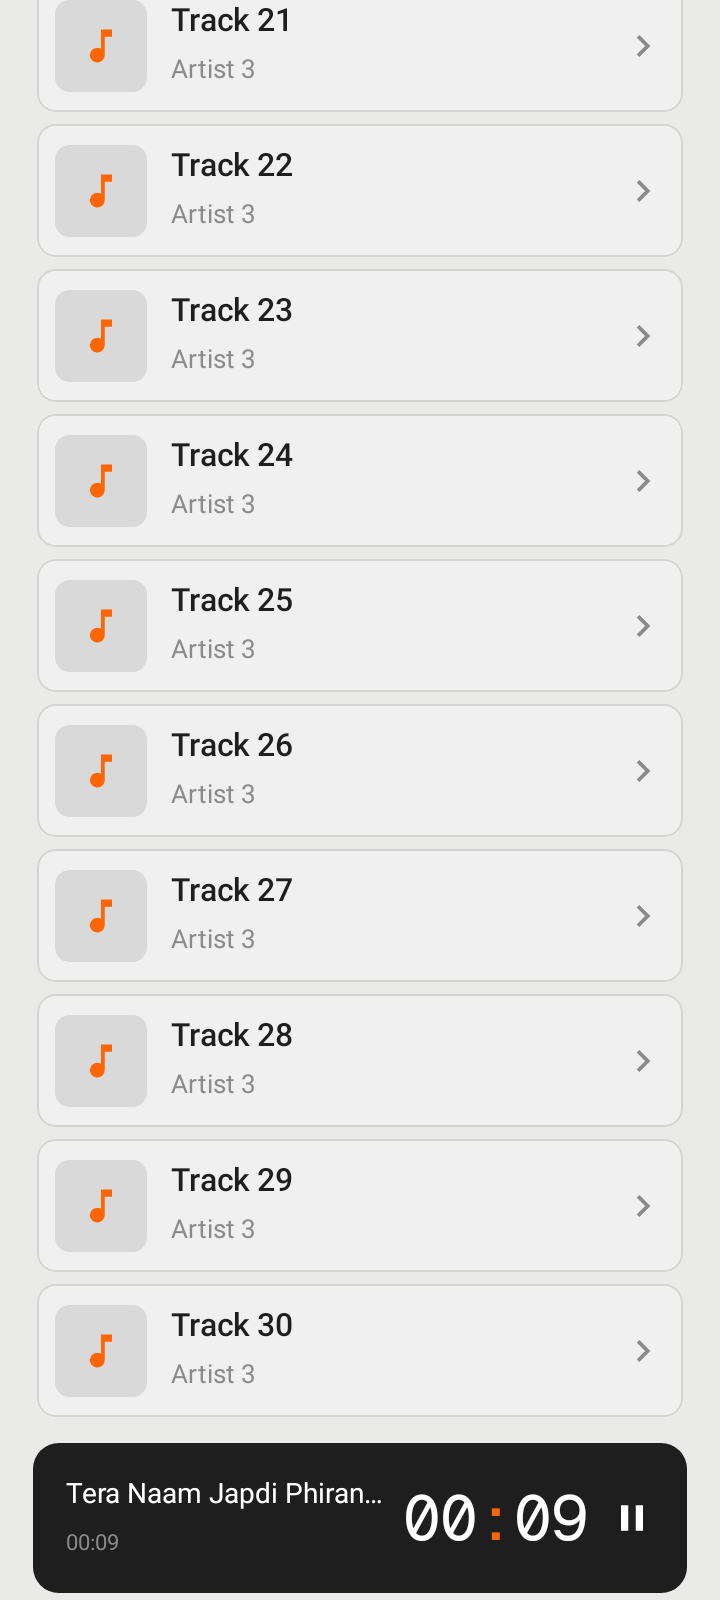 Track 21
Artist 3
Track 22
Artist 3
Track 23
Artist 3
Track 24
Artist 3
Track 25
Artist 3
Track 26
Artist 3
Track 27
Artist 3
Track 28
Artist 3
Track 29
Artist 3
Track 30
Artist 3
Tera Naam Japdi Phiran...
00:09
00:09